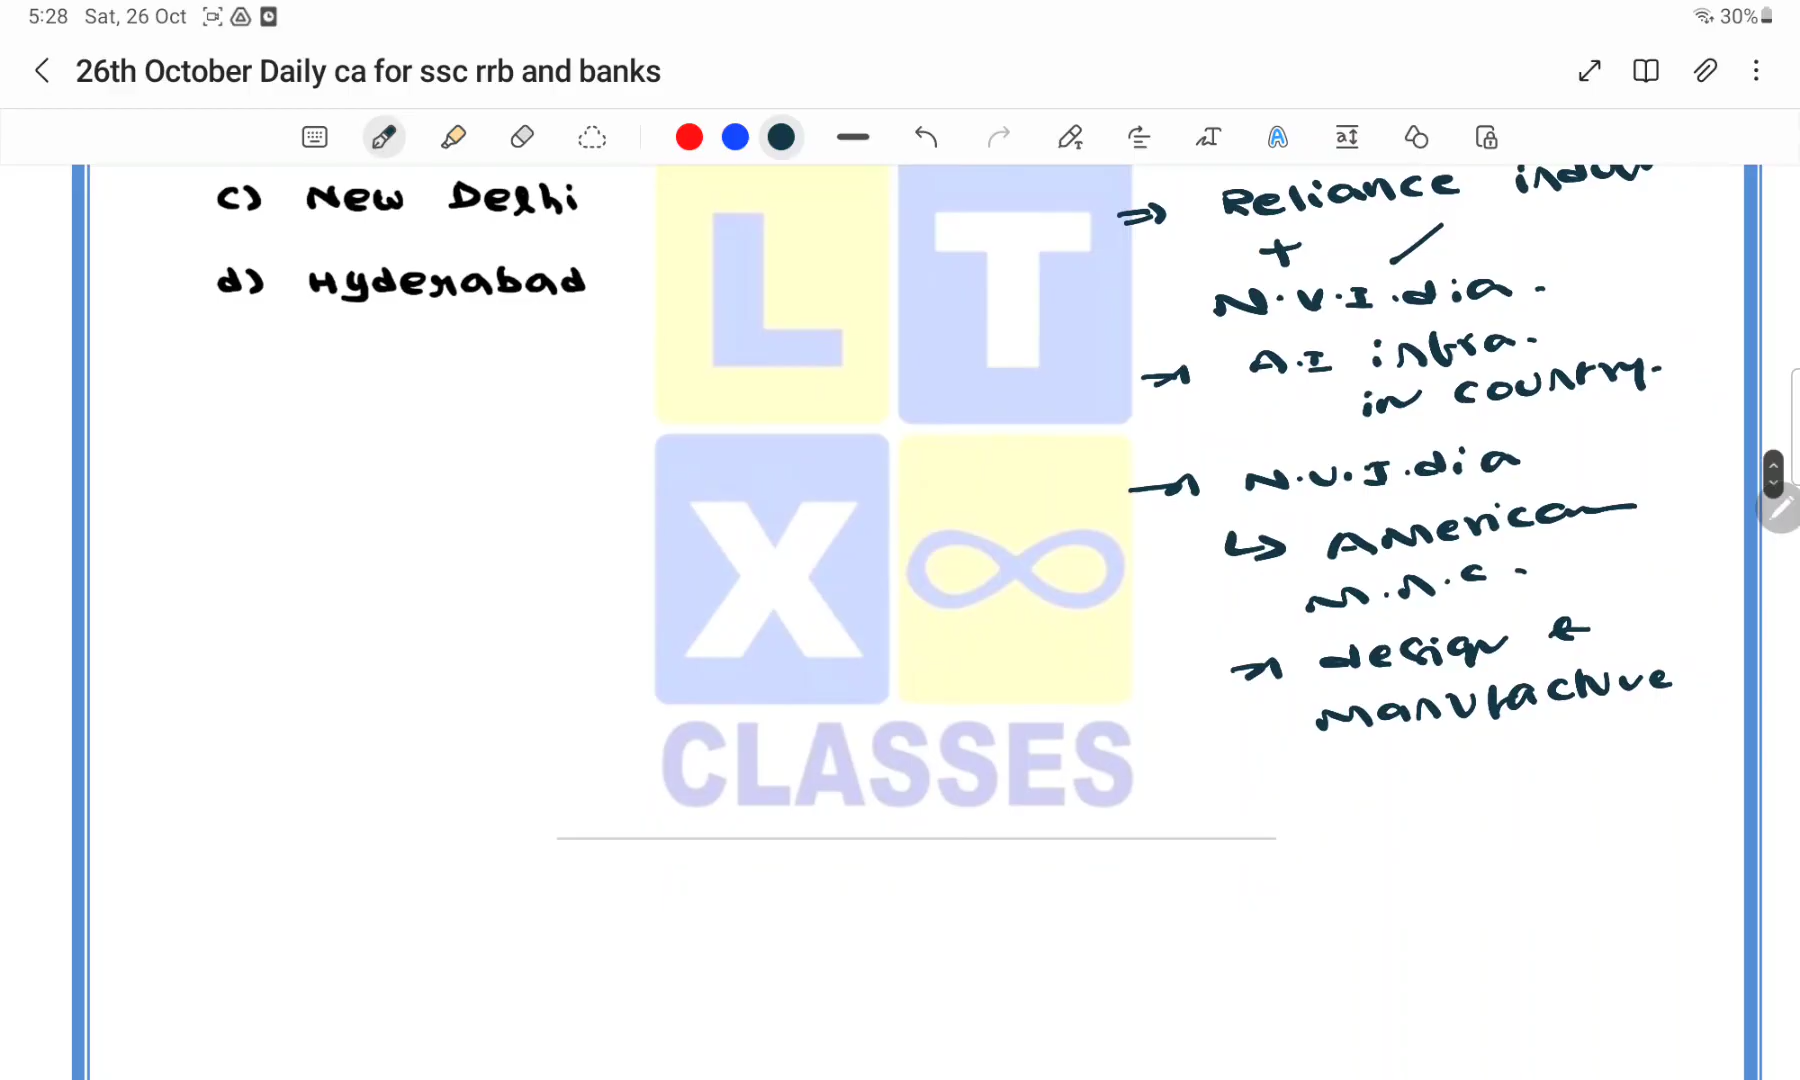 5:28 Sat, 26 Oct
30%
26th October Daily ca for ssc rrb and banks
c) New Delhi
d) Hyderabad
L T
X ∞
CLASSES
⇒ Reliance
+
N.V.I.dia.
→ A.I infra.
in country.
→ N.V.I.dia
↳ American
M.N.C.
→ design &
manufacture